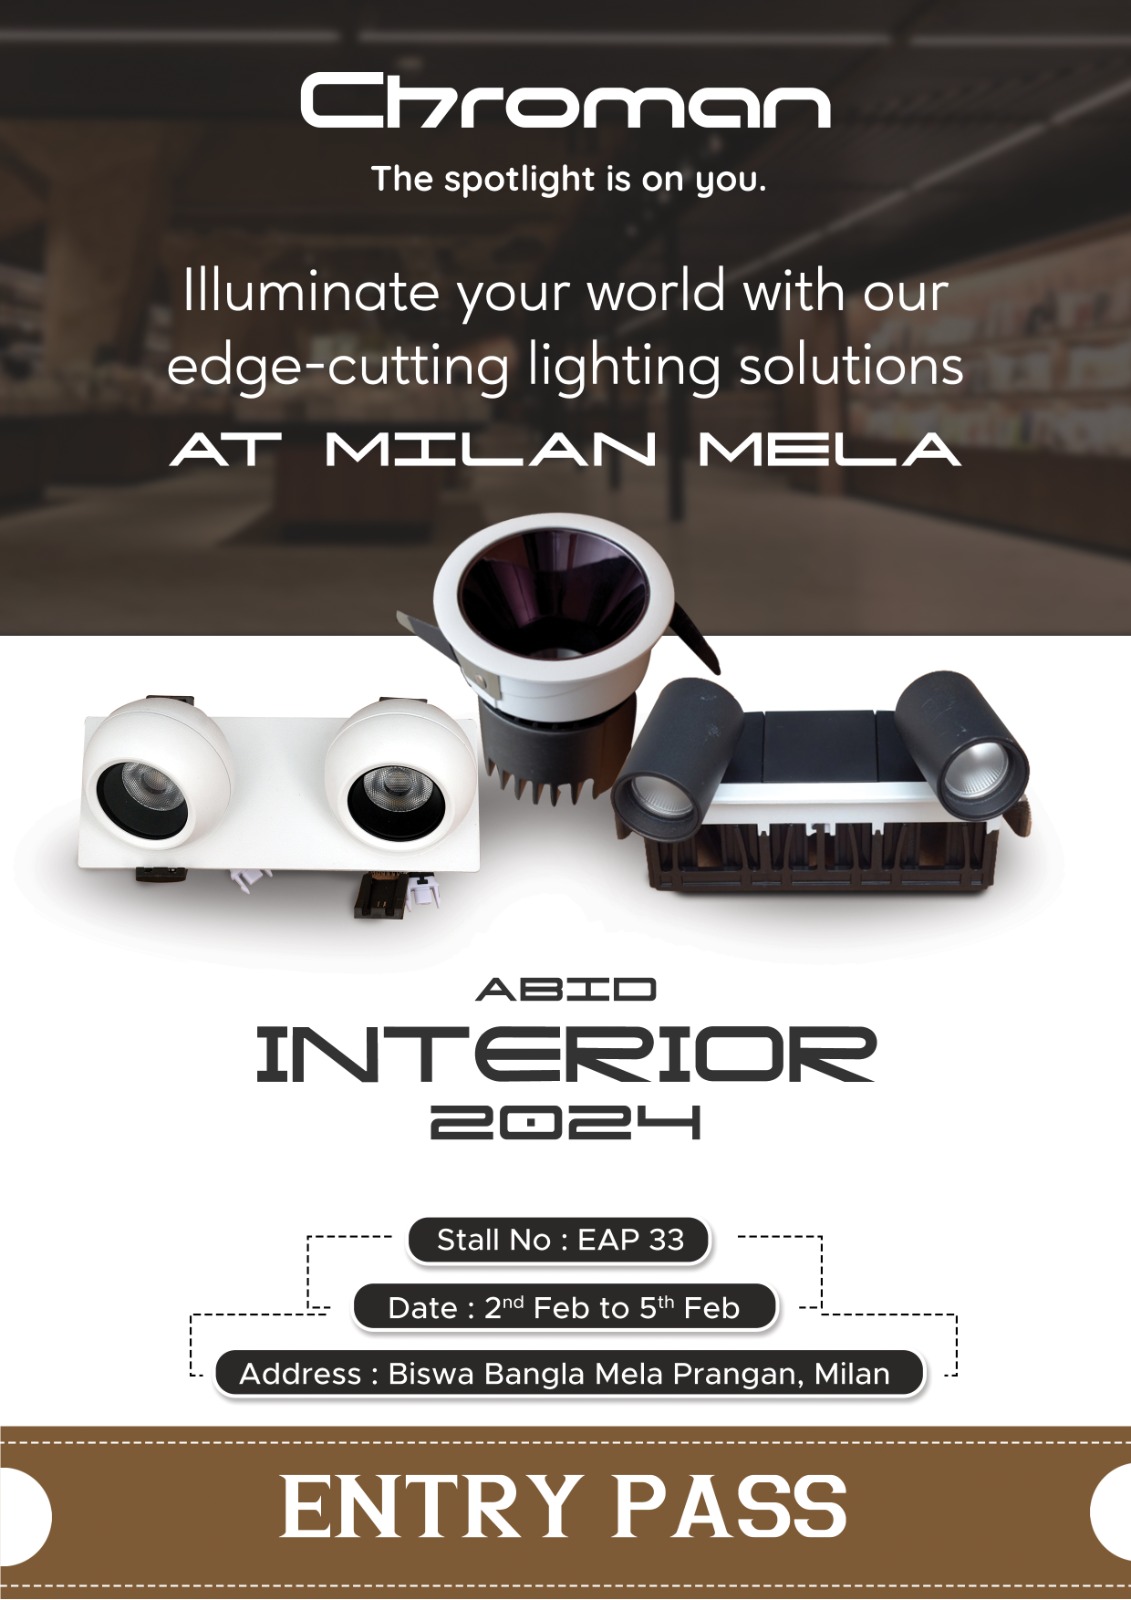 Chroman
The spotlight is on you.
Illuminate your world with our
edge-cutting lighting solutions
AT MILAN MELA
ABID
INTERIOR
2024
Stall No : EAP 33
Date : 2nd Feb to 5th Feb
Address : Biswa Bangla Mela Prangan, Milan
ENTRY PASS